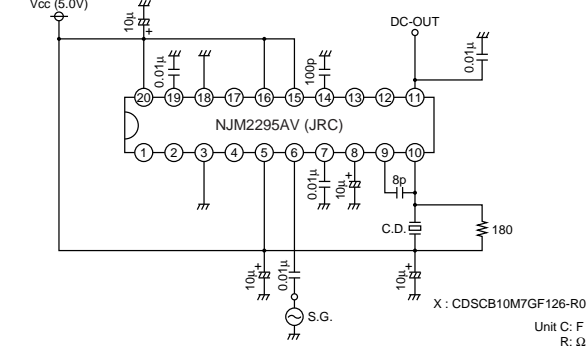 Vcc (5.0V)
10µ
+
DC-OUT
0.01µ
100p
0.01µ
20 19 18 17 16 15 14 13 12 11
NJM2295AV (JRC)
1 2 3 4 5 6 7 8 9 10
0.01µ
10µ
+
8p
C.D.
180
10µ
+
0.01µ
10µ
+
S.G.
X : CDSCB10M7GF126-R0
Unit C: F
R: Ω